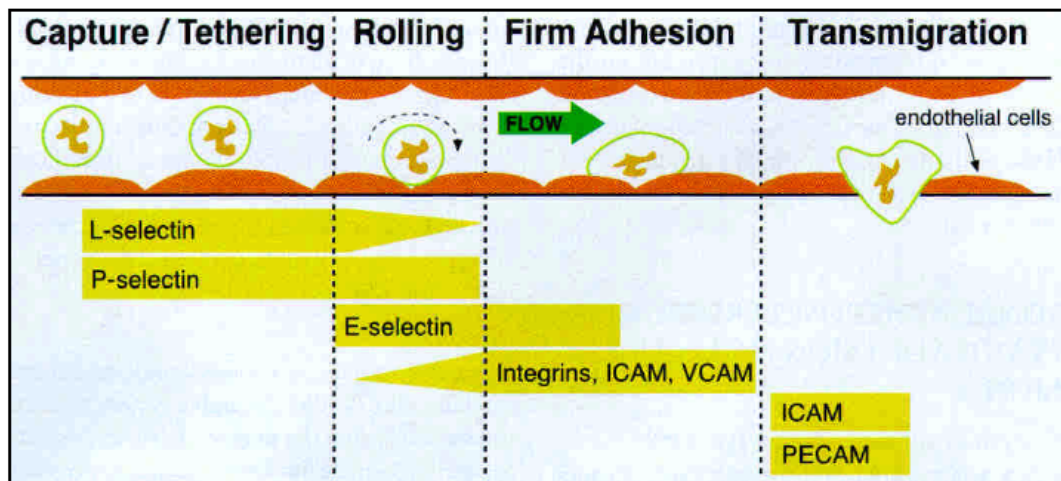 Capture / Tethering Rolling Firm Adhesion Transmigration
FLOW
endothelial cells
L-selectin
P-selectin
E-selectin
Integrins, ICAM, VCAM
ICAM
PECAM